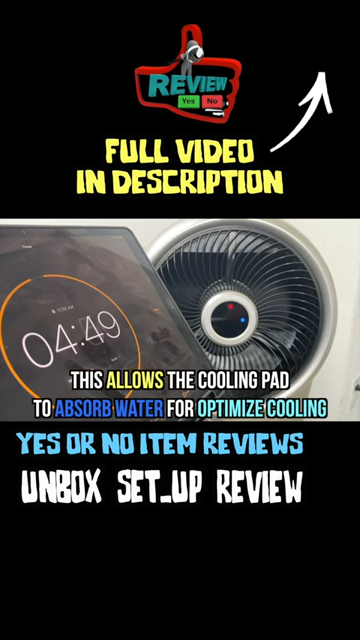 REVIEW
Yes No
FULL VIDEO
IN DESCRIPTION
04:49
THIS ALLOWS THE COOLING PAD
TO ABSORB WATER FOR OPTIMIZE COOLING
YES OR NO ITEM REVIEWS
UNBOX SET_UP REVIEW